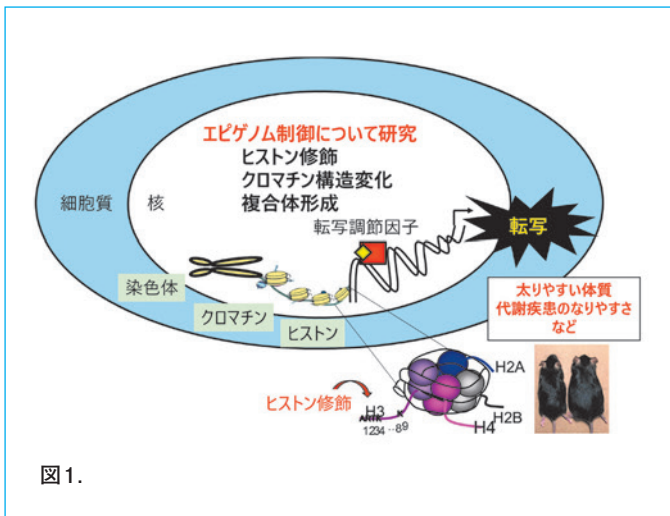 エピゲノム制御について研究
ヒストン修飾
クロマチン構造変化
複合体形成
細胞質
核
転写調節因子
転写
染色体
クロマチン
ヒストン
太りやすい体質
代謝疾患のなりやすさ
など
ヒストン修飾
H2A
H2B
H3
H4
ARTK
K
1234‥89
図1.